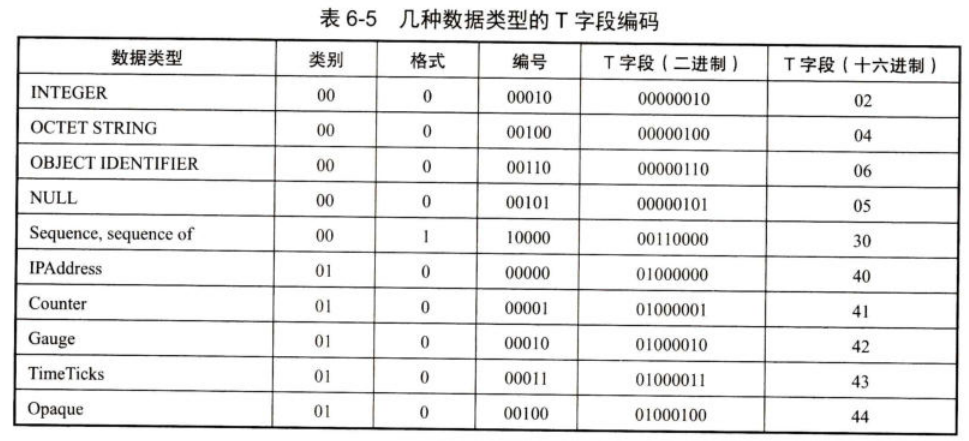 表 6-5 几种数据类型的 T 字段编码
数据类型 类别 格式 编号 T 字段（二进制） T 字段（十六进制）
INTEGER 00 0 00010 00000010 02
OCTET STRING 00 0 00100 00000100 04
OBJECT IDENTIFIER 00 0 00110 00000110 06
NULL 00 0 00101 00000101 05
Sequence, sequence of 00 1 10000 00110000 30
IPAddress 01 0 00000 01000000 40
Counter 01 0 00001 01000001 41
Gauge 01 0 00010 01000010 42
TimeTicks 01 0 00011 01000011 43
Opaque 01 0 00100 01000100 44